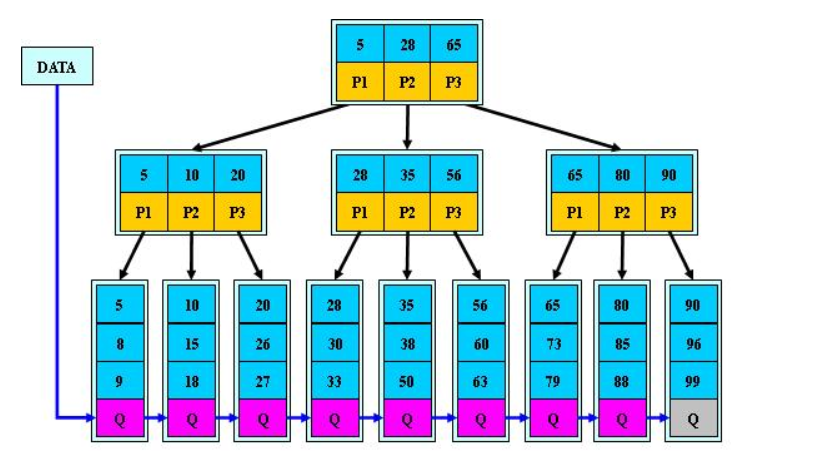 5 28 65
DATA
P1 P2 P3
5 10 20 28 35 56 65 80 90
P1 P2 P3 P1 P2 P3 P1 P2 P3
5 10 20 28 35 56 65 80 90
8 15 26 30 38 60 73 85 96
9 18 27 33 50 63 79 88 99
Q Q Q Q Q Q Q Q Q